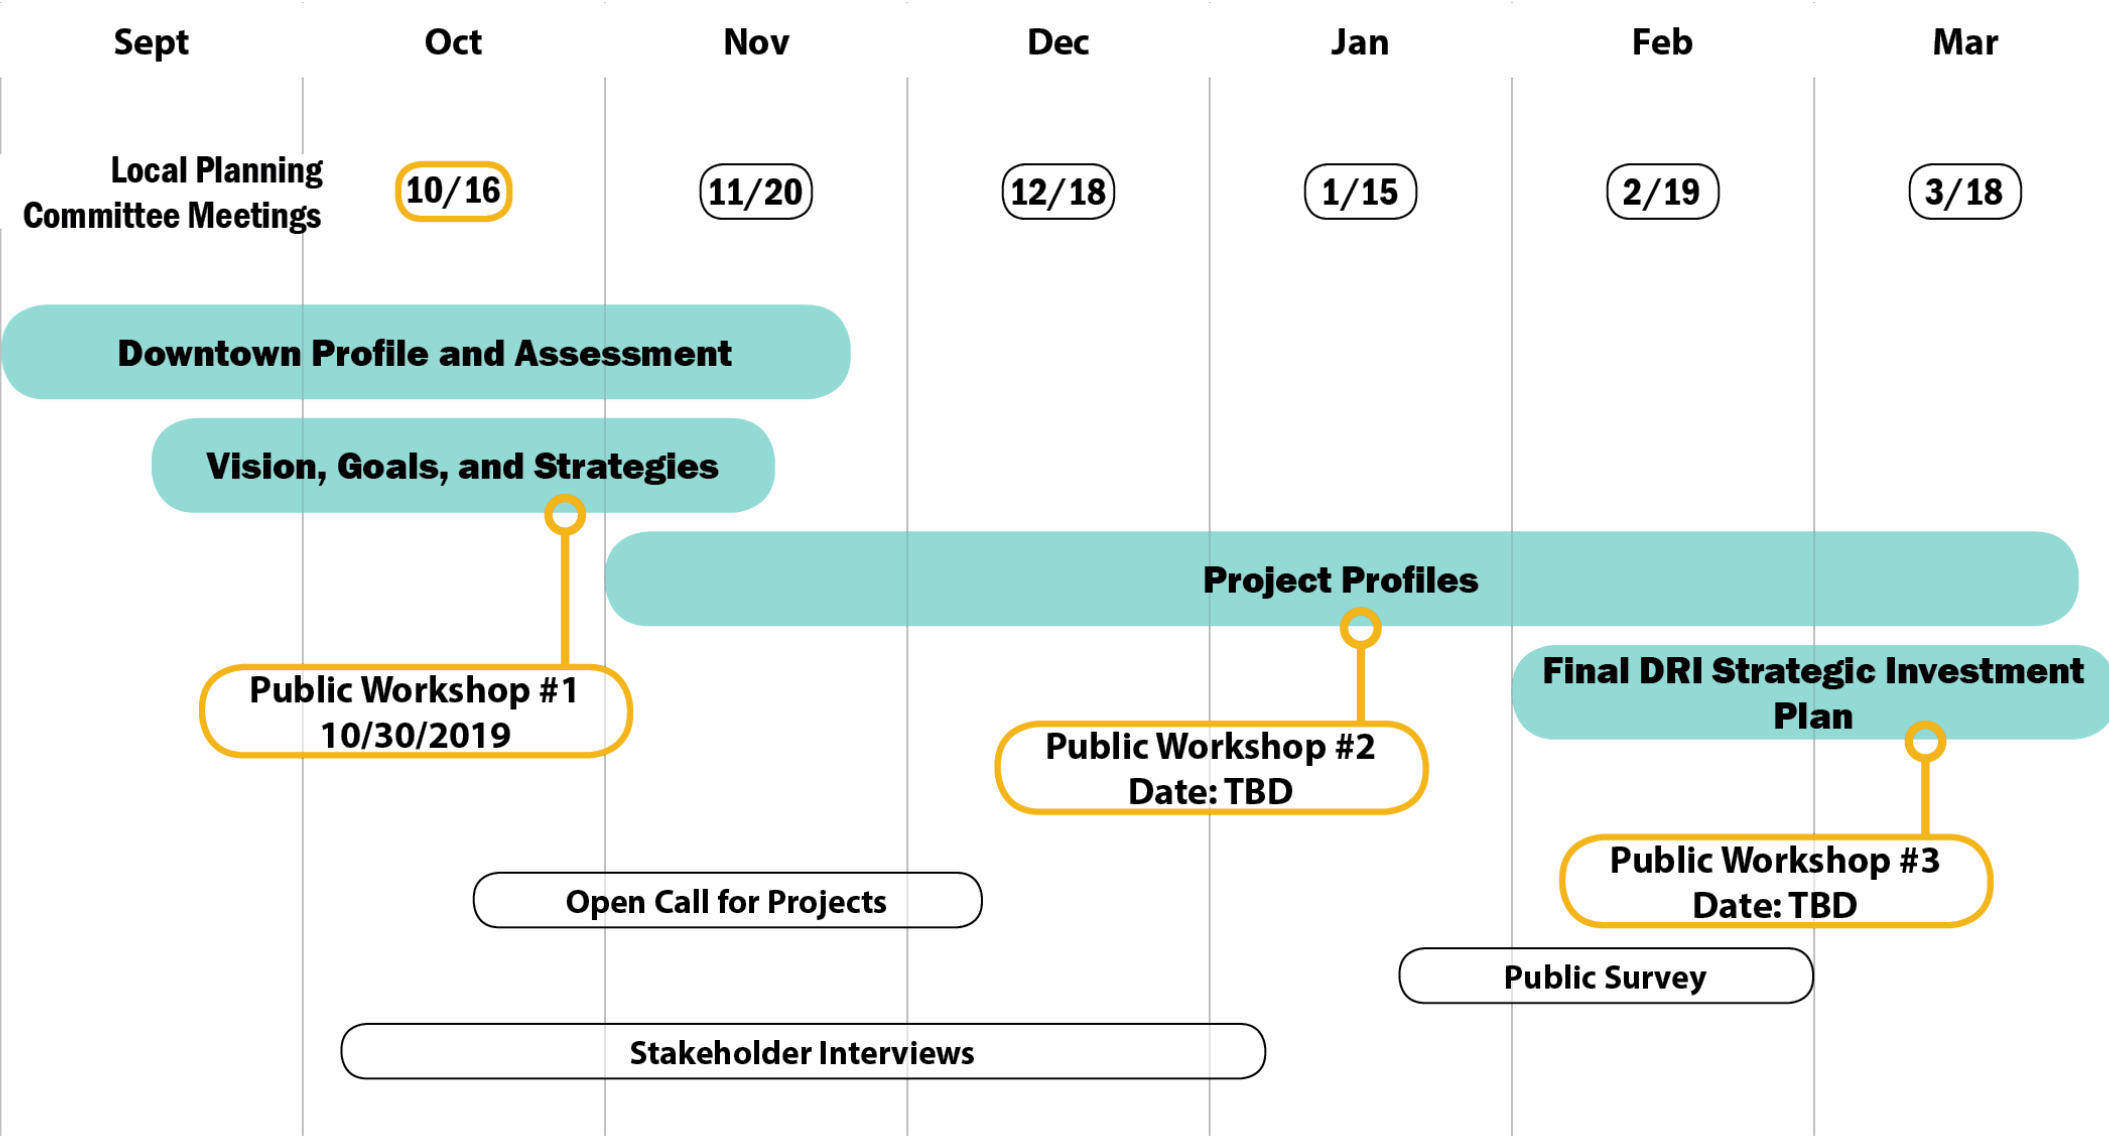 Sept Oct Nov Dec Jan Feb Mar
Local Planning
Committee Meetings
10/16 11/20 12/18 1/15 2/19 3/18
Downtown Profile and Assessment
Vision, Goals, and Strategies
Project Profiles
Final DRI Strategic Investment
Plan
Public Workshop #1
10/30/2019
Public Workshop #2
Date: TBD
Public Workshop #3
Date: TBD
Open Call for Projects
Public Survey
Stakeholder Interviews